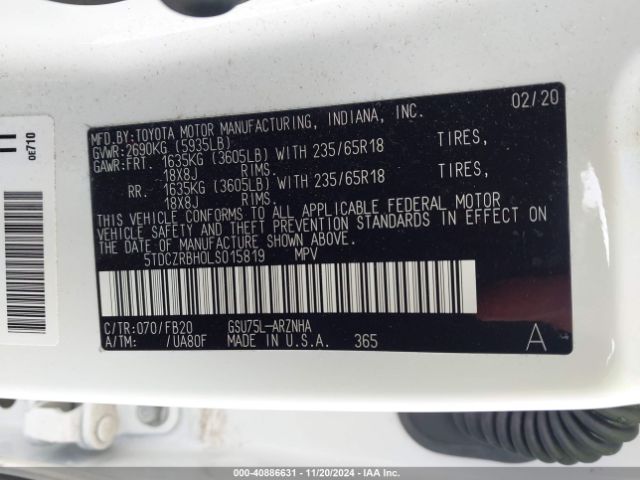 02/20
MFD.BY:TOYOTA MOTOR MANUFACTURING, INDIANA, INC.
GVWR:2690KG (5935LB)
GAWR:FRT. 1635KG (3605LB) WITH 235/65R18 TIRES,
18X8J RIMS.
RR. 1635KG (3605LB) WITH 235/65R18 TIRES,
18X8J RIMS.
THIS VEHICLE CONFORMS TO ALL APPLICABLE FEDERAL MOTOR
VEHICLE SAFETY AND THEFT PREVENTION STANDARDS IN EFFECT ON
THE DATE OF MANUFACTURE SHOWN ABOVE.
5TDCZRBH0LS015819 MPV
C/TR:070/FB20 GSU75L-ARZNHA
A/TM: /UA80F MADE IN U.S.A. 365 A
0E710
000-40886631 - 11/20/2024 - IAA Inc.